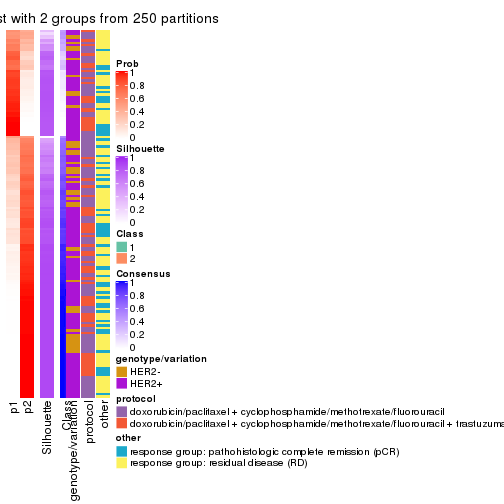 st with 2 groups from 250 partitions
Prob
1
0.8
0.6
0.4
0.2
0
Silhouette
1
0.8
0.6
0.4
0.2
0
Class
1
2
Consensus
1
0.8
0.6
0.4
0.2
0
genotype/variation
HER2-
HER2+
protocol
doxorubicin/paclitaxel + cyclophosphamide/methotrexate/fluorouracil
doxorubicin/paclitaxel + cyclophosphamide/methotrexate/fluorouracil + trastuzuma
other
response group: pathohistologic complete remission (pCR)
response group: residual disease (RD)
p1
p2
Silhouette
Class
genotype/variation
protocol
other